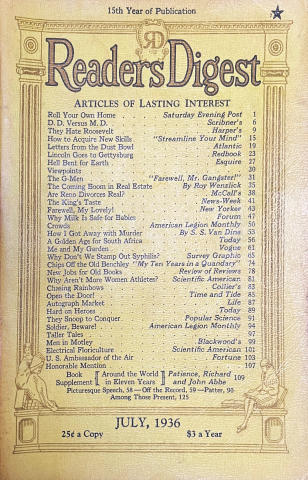 15th Year of Publication
RD
Readers Digest
ARTICLES OF LASTING INTEREST
Roll Your Own Home . Saturday Evening Post 1
D. D. Versus M. D. . Scribner's 6
They Hate Roosevelt . Harper's 9
How to Acquire New Skills "Streamline Your Mind" 15
Letters from the Dust Bowl . Atlantic 19
Lincoln Goes to Gettysburg . Redbook 23
Hell Bent for Earth . Esquire 27
Viewpoints . 30
The G-Men . "Farewell, Mr. Gangster!" 31
The Coming Boom in Real Estate By Roy Wenzlick 35
Are Reno Divorces Real? . McCall's 38
The King's Taste . News-Week 41
Farewell, My Lovely! . New Yorker 43
Why Milk Is Safe for Babies . Forum 47
Crowds . American Legion Monthly 50
How I Got Away with Murder . By S. S. Van Dine 53
A Golden Age for South Africa . Today 56
Me and My Garden . Vogue 61
Why Don't We Stamp Out Syphilis? . Survey Graphic 65
Chips Off the Old Benchley "My Ten Years in a Quandary" 74
New Jobs for Old Books . Review of Reviews 78
Why Aren't More Women Athletes? . Scientific American 81
Chasing Rainbows . Collier's 83
Open the Door! . Time and Tide 85
Autograph Market . Life 87
Hard on Heroes . Today 89
They Snoop to Conquer . Popular Science 91
Soldier, Beware! . American Legion Monthly 94
Taller Tales . 97
Men in Motley . Blackwood's 99
Electrical Floriculture . Scientific American 102
U. S. Ambassador of the Air . Fortune 103
Honorable Mention . 107
Book Supplement [ Around the World in Eleven Years ] Patience, Richard and John Abbe 109
Picturesque Speech, 58 — Off the Record, 59 — Patter, 90
Among Those Present, 125
JULY, 1936
25¢ a Copy $3 a Year